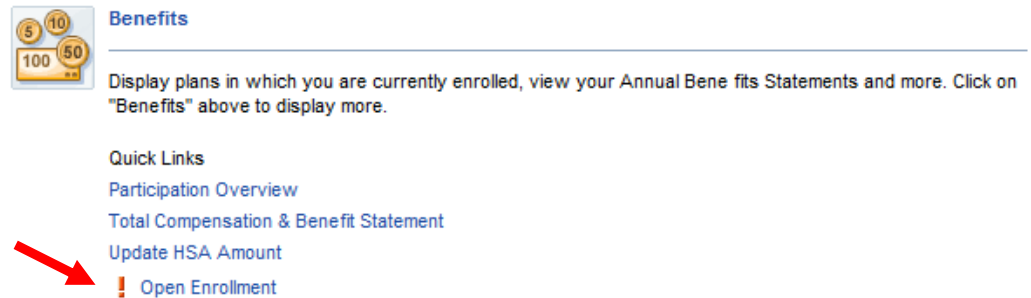 5 10
100 50
Benefits
Display plans in which you are currently enrolled, view your Annual Bene fits Statements and more. Click on
"Benefits" above to display more.
Quick Links
Participation Overview
Total Compensation & Benefit Statement
Update HSA Amount
! Open Enrollment